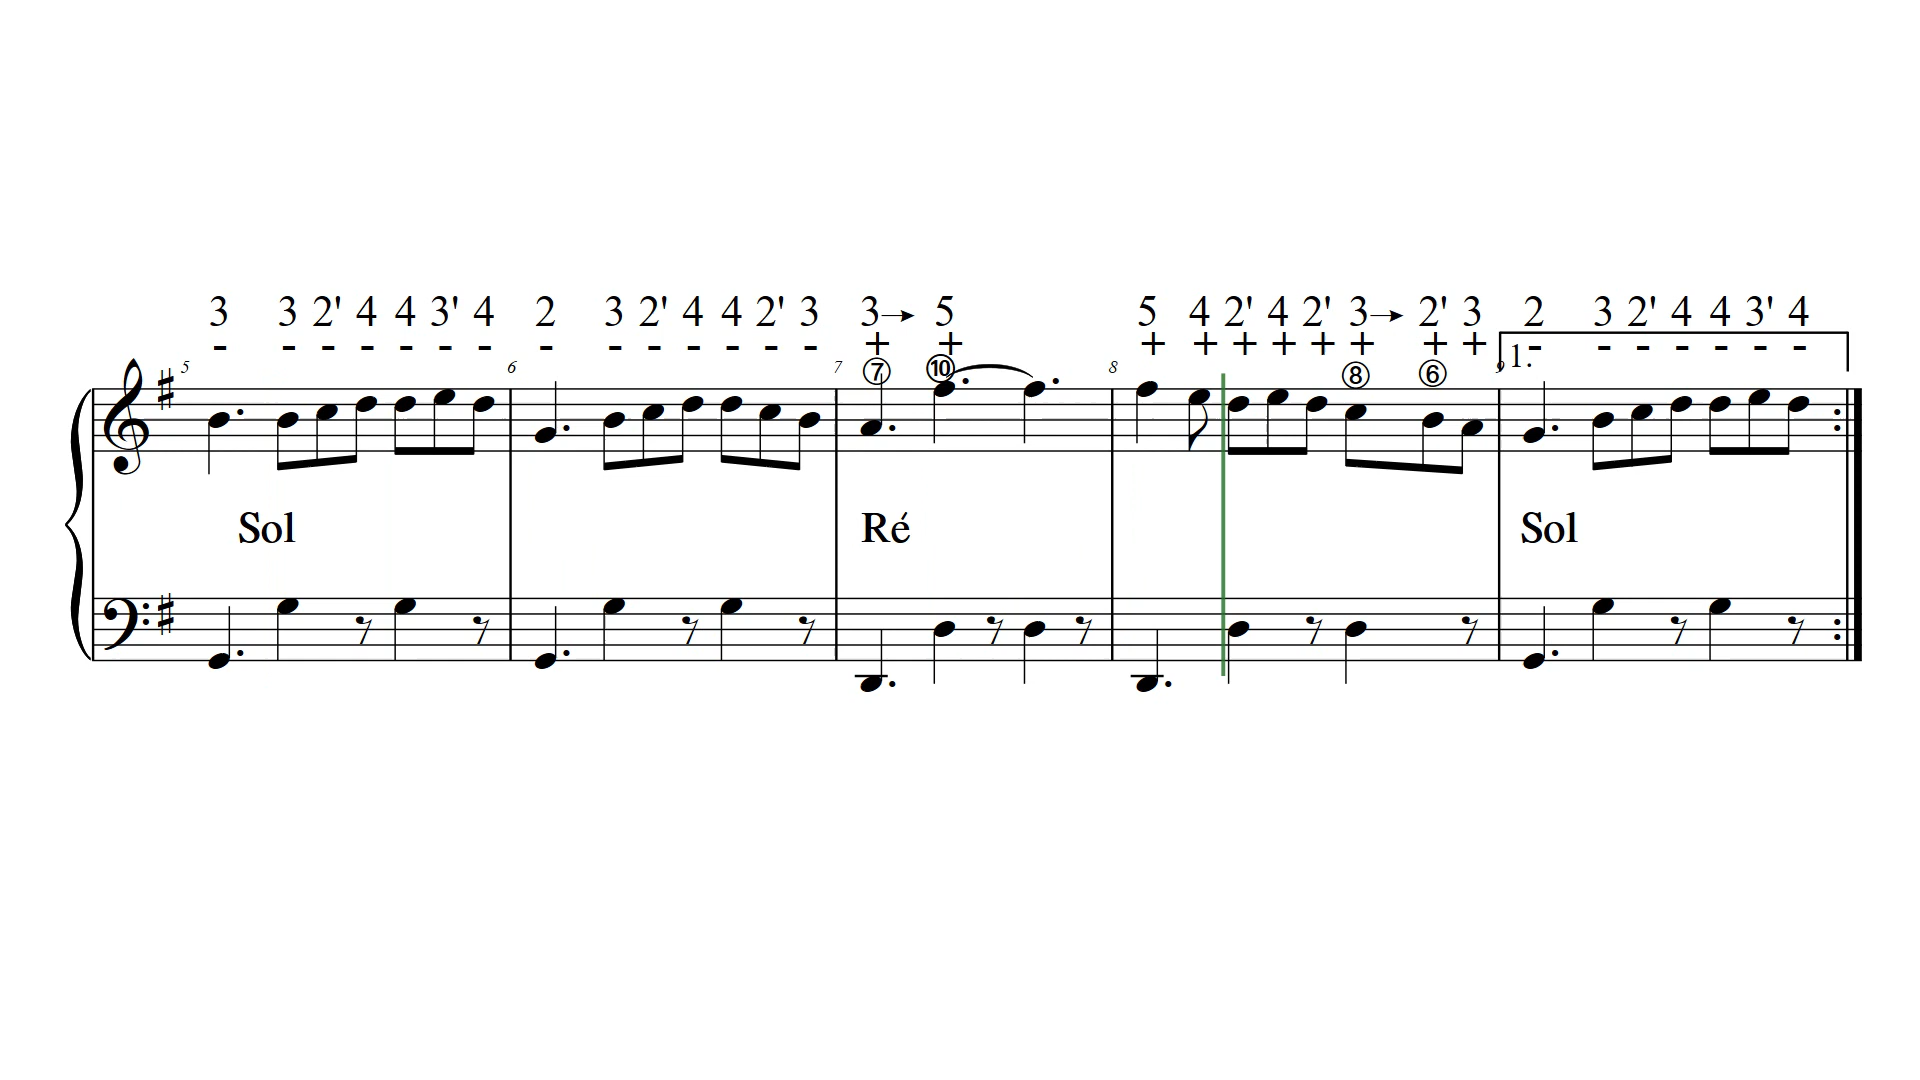 3 3 2' 4 4 3' 4 2 3 2' 4 4 2' 3 3→ 5 5 4 2' 4 2' 3→ 2' 3 2 3 2' 4 4 3' 4
- - - - - - - - - - - - - - + + + + + + + + + + - - - - - - -
5 6 7 ⑦ ⑩ 8 ⑧ ⑥ 9 1.
Sol Ré Sol